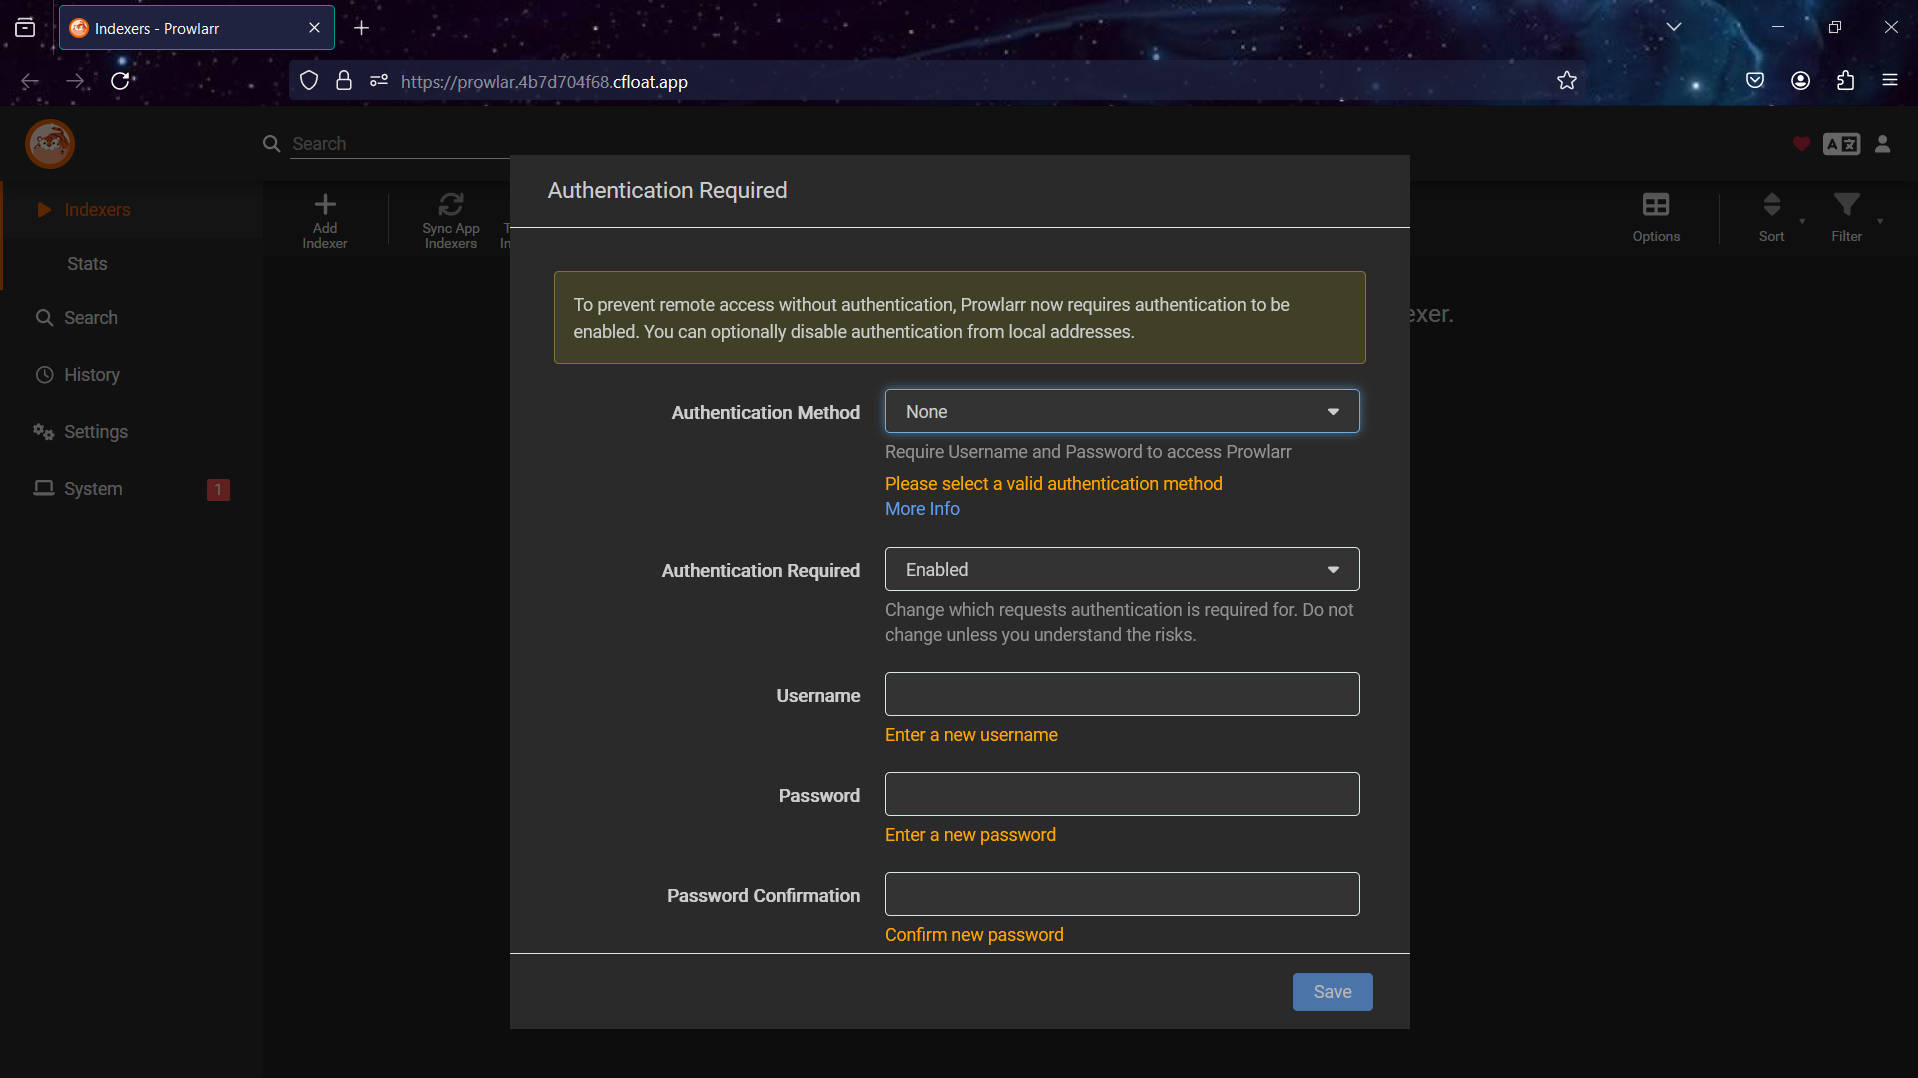 Indexers - Prowlarr
https://prowlar.4b7d704f68.cfloat.app
Search
Indexers
Stats
Search
History
Settings
System
1
Add
Indexer
Sync App
Indexers
Options
Sort
Filter
Authentication Required
To prevent remote access without authentication, Prowlarr now requires authentication to be
enabled. You can optionally disable authentication from local addresses.
Authentication Method
None
Require Username and Password to access Prowlarr
Please select a valid authentication method
More Info
Authentication Required
Enabled
Change which requests authentication is required for. Do not
change unless you understand the risks.
Username
Enter a new username
Password
Enter a new password
Password Confirmation
Confirm new password
Save